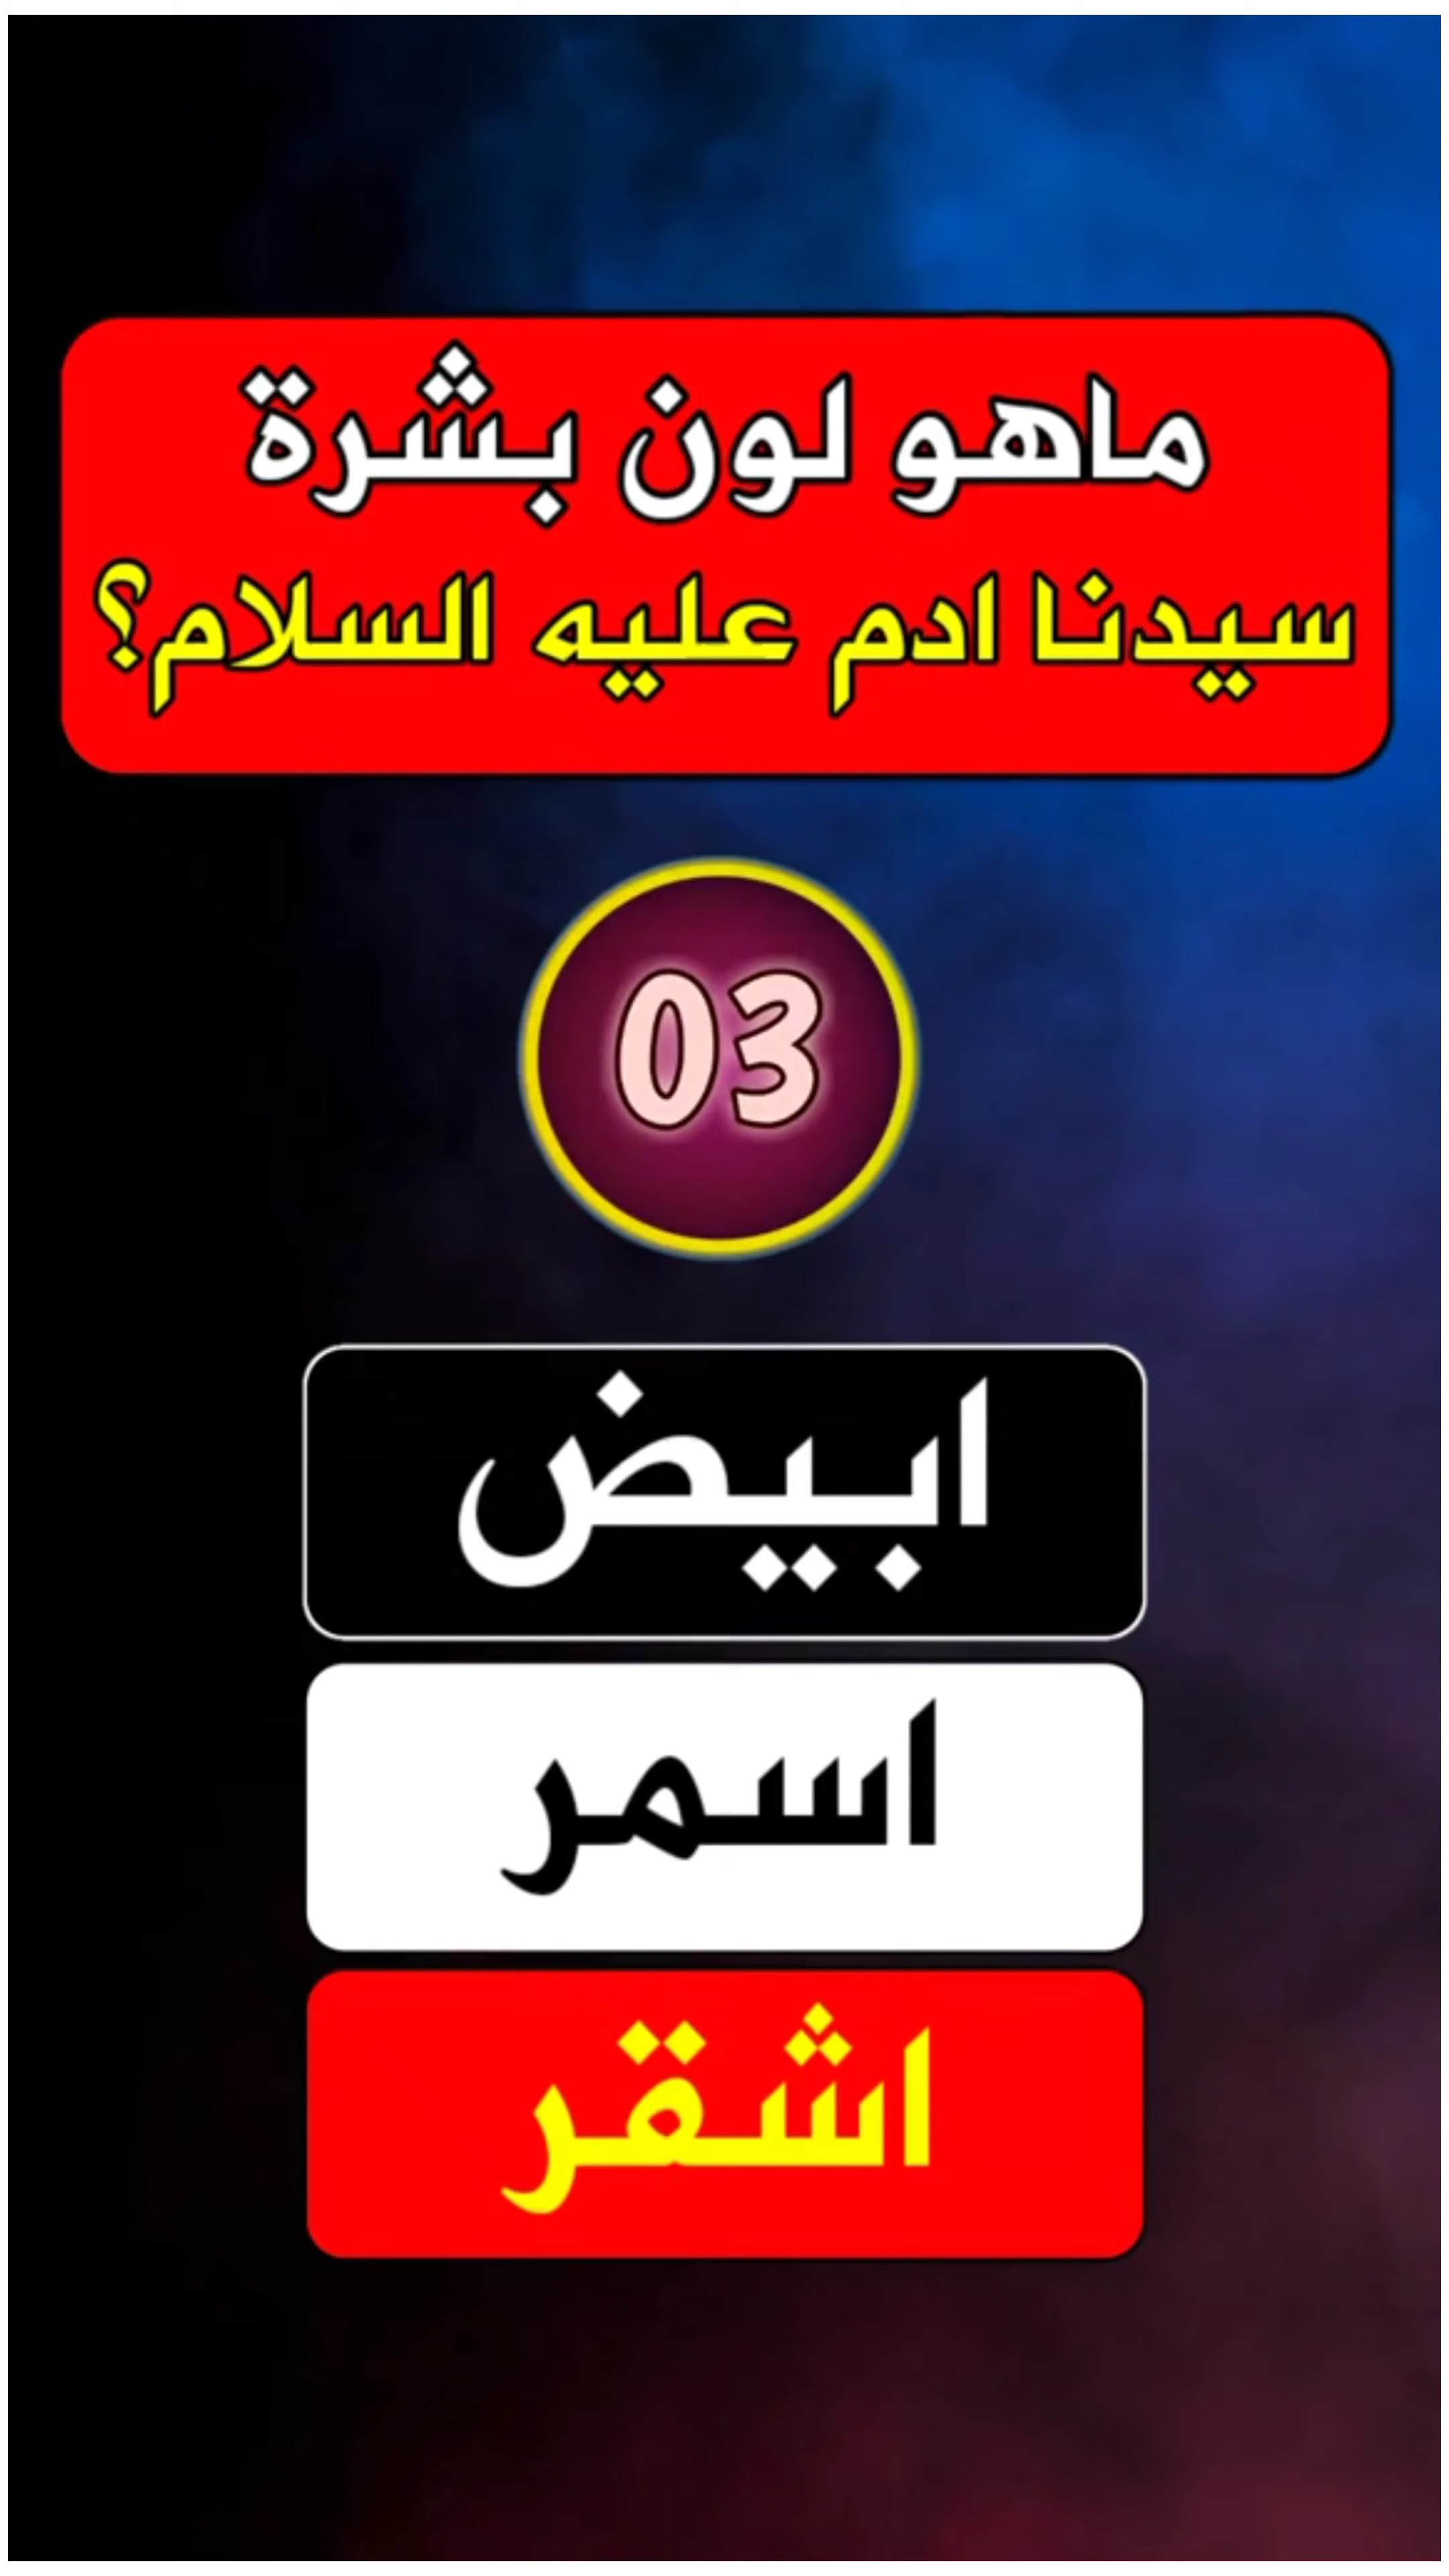 ماهو لون بشرة
سيدنا ادم عليه السلام؟
03
ابيض
اسمر
اشقر